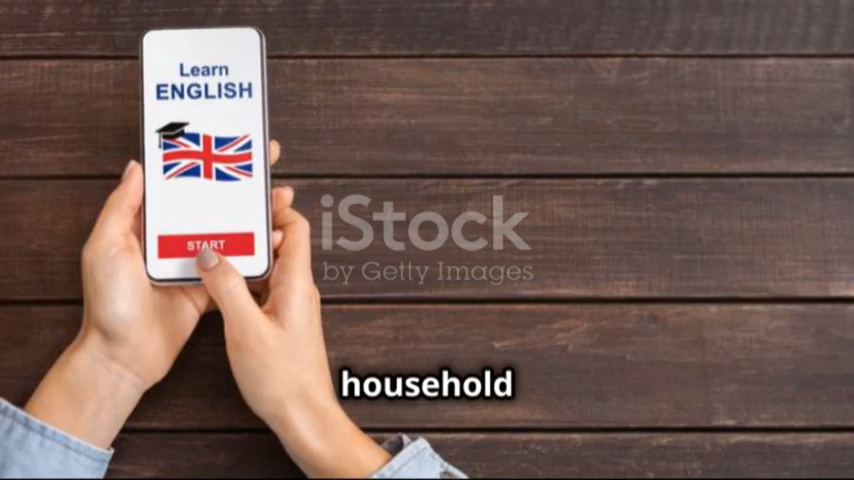 Learn
ENGLISH
START
iStock
by Getty Images
household